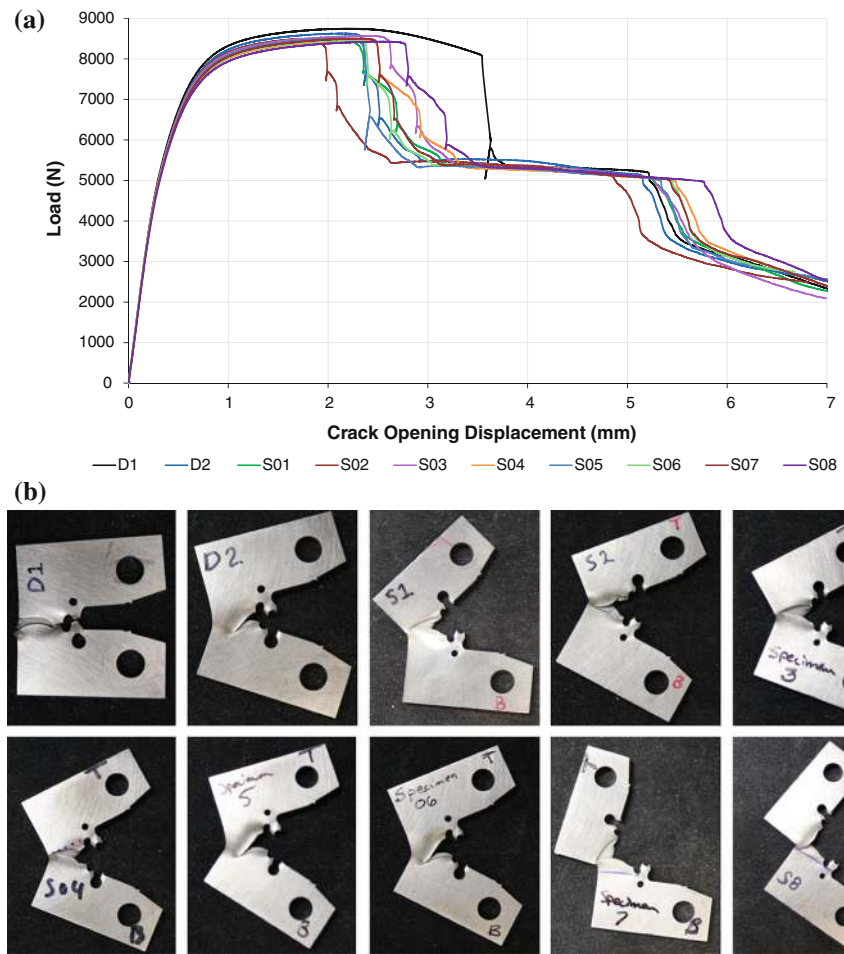 (a)
9000
8000
7000
6000
5000
4000
3000
2000
1000
0
Load (N)
0 1 2 3 4 5 6 7
Crack Opening Displacement (mm)
D1 D2 S01 S02 S03 S04 S05 S06 S07 S08
(b)
D1
D2
S1
B
T
S2
B
T
Specimen
3
T
S04
B
T
Specimen
5
B
T
Specimen
06
B
T
Specimen
7
B
S8